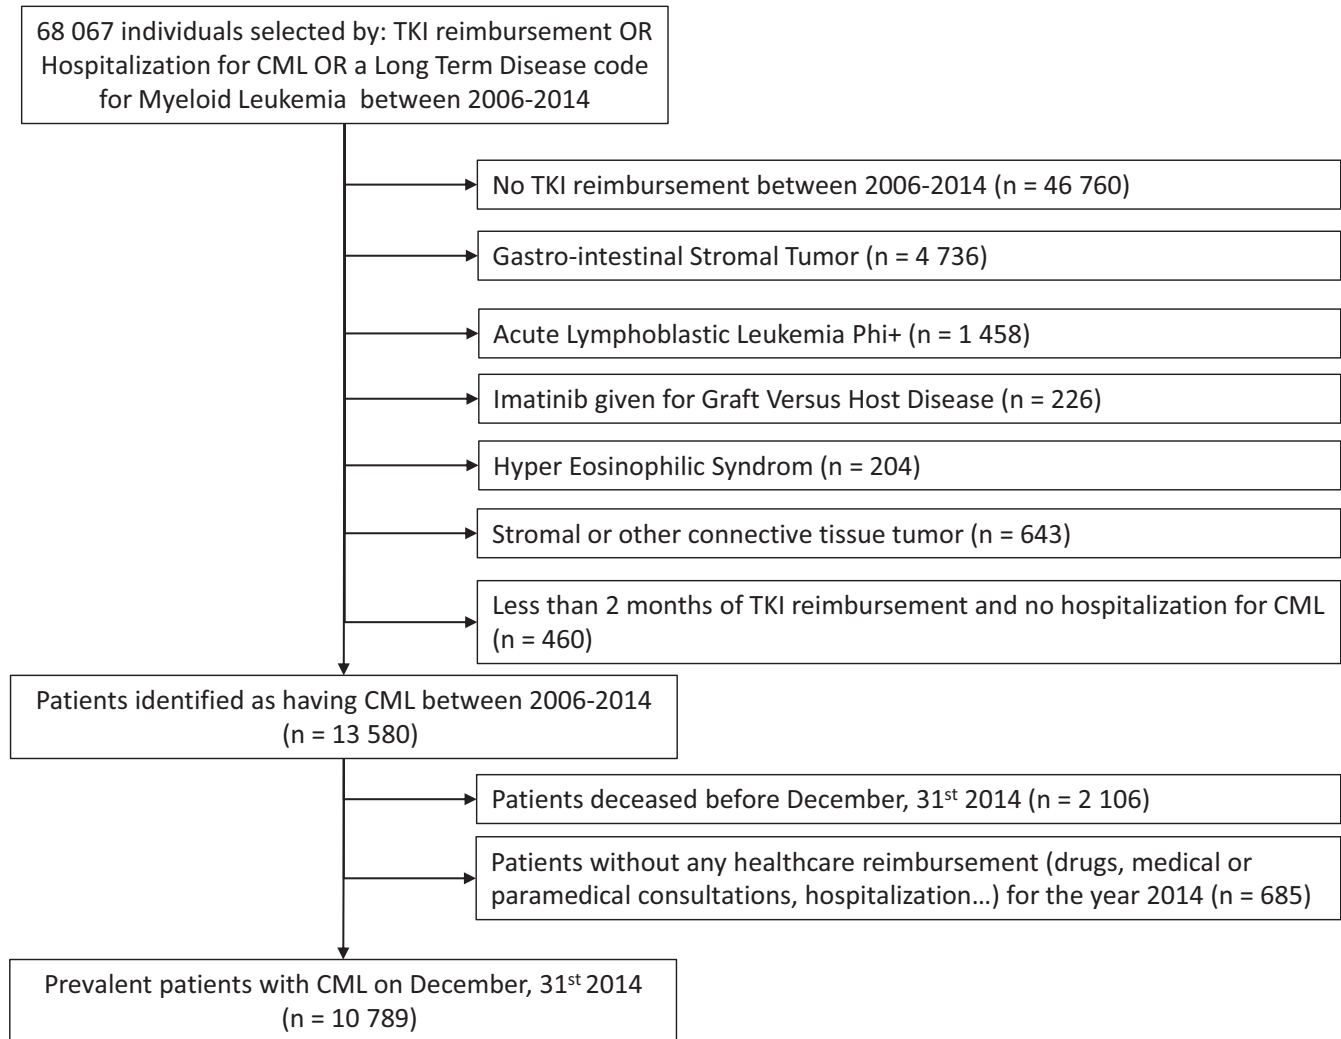 68 067 individuals selected by: TKI reimbursement OR
Hospitalization for CML OR a Long Term Disease code
for Myeloid Leukemia between 2006-2014
No TKI reimbursement between 2006-2014 (n = 46 760)
Gastro-intestinal Stromal Tumor (n = 4 736)
Acute Lymphoblastic Leukemia Phi+ (n = 1 458)
Imatinib given for Graft Versus Host Disease (n = 226)
Hyper Eosinophilic Syndrom (n = 204)
Stromal or other connective tissue tumor (n = 643)
Less than 2 months of TKI reimbursement and no hospitalization for CML
(n = 460)
Patients identified as having CML between 2006-2014
(n = 13 580)
Patients deceased before December, 31st 2014 (n = 2 106)
Patients without any healthcare reimbursement (drugs, medical or
paramedical consultations, hospitalization…) for the year 2014 (n = 685)
Prevalent patients with CML on December, 31st 2014
(n = 10 789)